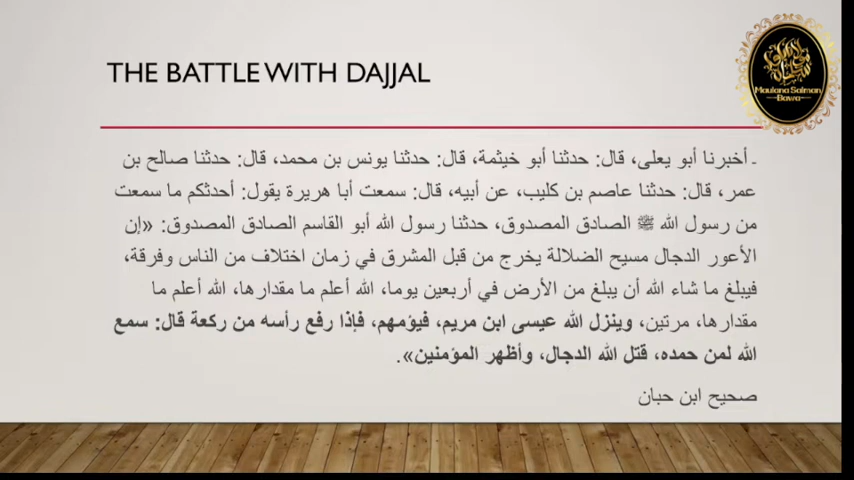 THE BATTLE WITH DAJJAL
Maulana Salman
Bawa
ـ أخبرنا أبو يعلى، قال: حدثنا أبو خيثمة، قال: حدثنا يونس بن محمد، قال: حدثنا صالح بن
عمر، قال: حدثنا عاصم بن كليب، عن أبيه، قال: سمعت أبا هريرة يقول: أحدثكم ما سمعت
من رسول الله ﷺ الصادق المصدوق، حدثنا رسول الله أبو القاسم الصادق المصدوق: «إن
الأعور الدجال مسيح الضلالة يخرج من قبل المشرق في زمان اختلاف من الناس وفرقة،
فيبلغ ما شاء الله أن يبلغ من الأرض في أربعين يوما، الله أعلم ما مقدارها، الله أعلم ما
مقدارها، مرتين، وينزل الله عيسى ابن مريم، فيؤمهم، فإذا رفع رأسه من ركعة قال: سمع
الله لمن حمده، قتل الله الدجال، وأظهر المؤمنين».
صحيح ابن حبان